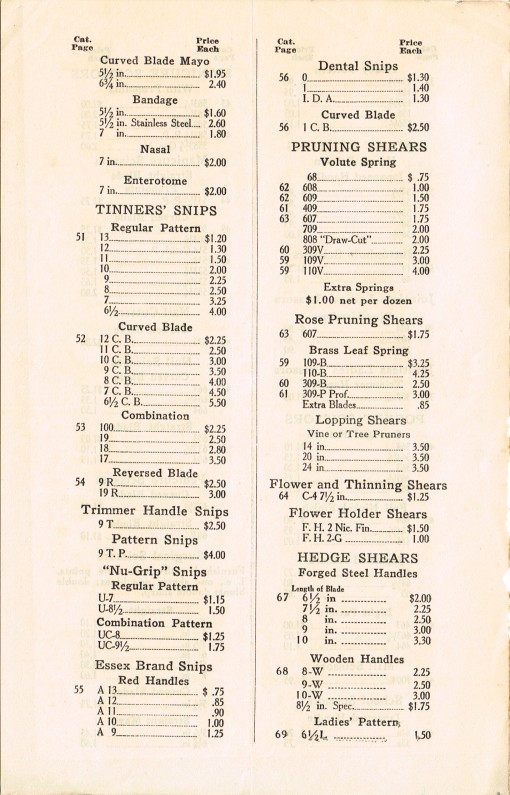 Cat. Page Price Each
Curved Blade Mayo
5½ in. $1.95
6¾ in. 2.40
Bandage
5½ in. $1.60
5½ in. Stainless Steel 2.60
7 in. 1.80
Nasal
7 in. $2.00
Enterotome
7 in. $2.00
TINNERS' SNIPS
Regular Pattern
51 13 $1.20
12 1.30
11 1.50
10 2.00
9 2.25
8 2.50
7 3.25
6½ 4.00
Curved Blade
52 12 C. B. $2.25
11 C. B. 2.50
10 C. B. 3.00
9 C. B. 3.50
8 C. B. 4.00
7 C. B. 4.50
6½ C. B. 5.50
Combination
53 100 $2.25
19 2.50
18 2.80
17 3.50
Reversed Blade
54 9 R $2.50
19 R 3.00
Trimmer Handle Snips
9 T $2.50
Pattern Snips
9 T. P. $4.00
"Nu-Grip" Snips
Regular Pattern
U-7 $1.15
U-8½ 1.50
Combination Pattern
UC-8 $1.25
UC-9½ 1.75
Essex Brand Snips
Red Handles
55 A 13 $ .75
A 12 .85
A 11 .90
A 10 1.00
A 9 1.25
Cat. Page Price Each
Dental Snips
56 0 $1.30
1 1.40
I. D. A. 1.30
Curved Blade
56 1 C. B. $2.50
PRUNING SHEARS
Volute Spring
68 $ .75
62 608 1.00
62 609 1.50
61 409 1.75
63 607 1.75
709 2.00
808 "Draw-Cut" 2.00
60 309V 2.25
59 109V 3.00
59 110V 4.00
Extra Springs
$1.00 net per dozen
Rose Pruning Shears
63 607 $1.75
Brass Leaf Spring
59 109-B $3.25
110-B 4.25
60 309-B 2.50
61 309-P Prof. 3.00
Extra Blades .85
Lopping Shears
Vine or Tree Pruners
14 in 3.50
20 in 3.50
24 in 3.50
Flower and Thinning Shears
64 C-4 7½ in. $1.25
Flower Holder Shears
F. H. 2 Nic. Fin. $1.50
F. H. 2-G 1.00
HEDGE SHEARS
Forged Steel Handles
Length of Blade
67 6½ in $2.00
7½ in. 2.25
8 in. 2.50
9 in. 3.00
10 in. 3.30
Wooden Handles
68 8-W 2.25
9-W 2.50
10-W 3.00
8½ in. Spec. $1.75
Ladies' Pattern
69 6½L 1.50